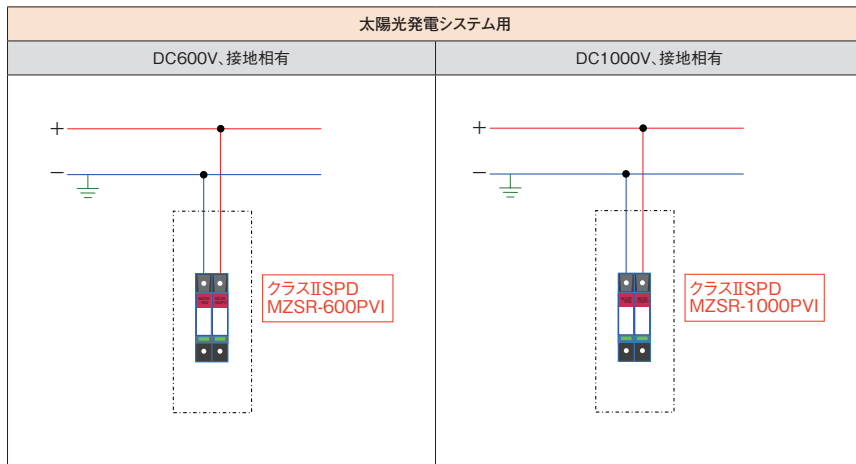 太陽光発電システム用
DC600V、接地相有
DC1000V、接地相有
+
−
クラスⅡSPD
MZSR-600PVI
+
−
クラスⅡSPD
MZSR-1000PVI